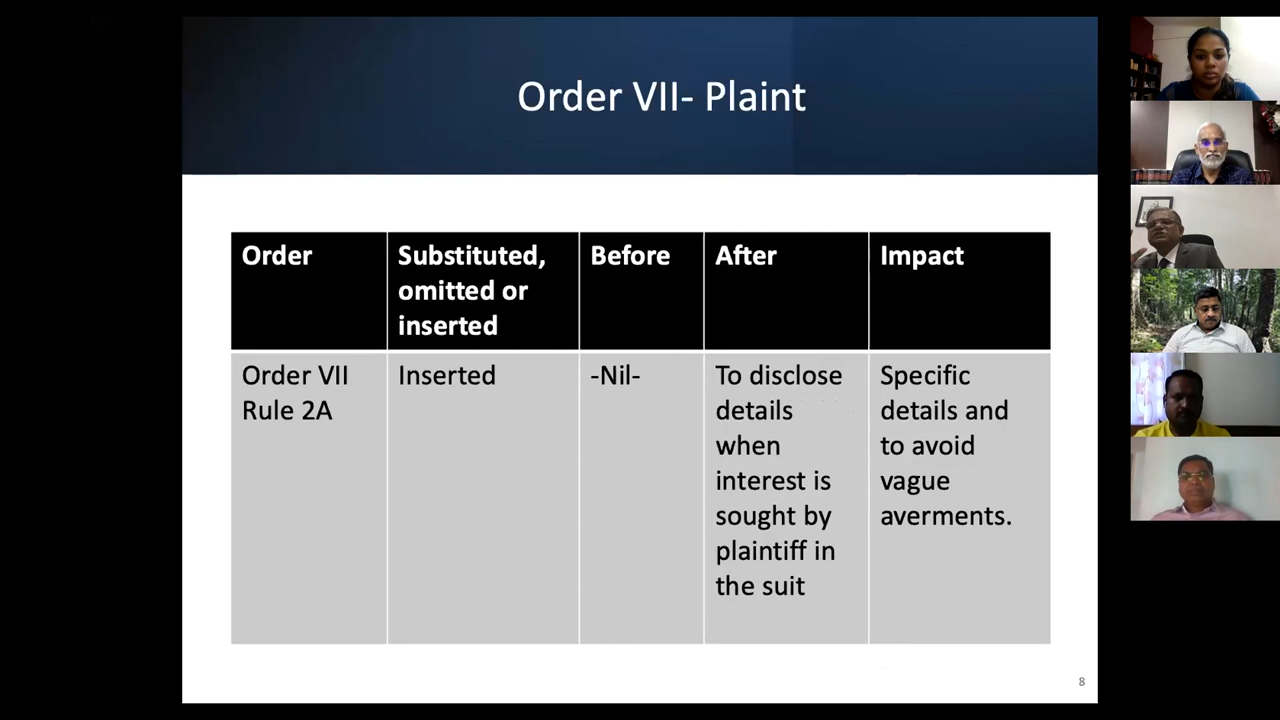 Order VII- Plaint
Order
Substituted,
omitted or
inserted
Before
After
Impact
Order VII
Rule 2A
Inserted
-Nil-
To disclose
details
when
interest is
sought by
plaintiff in
the suit
Specific
details and
to avoid
vague
averments.
8